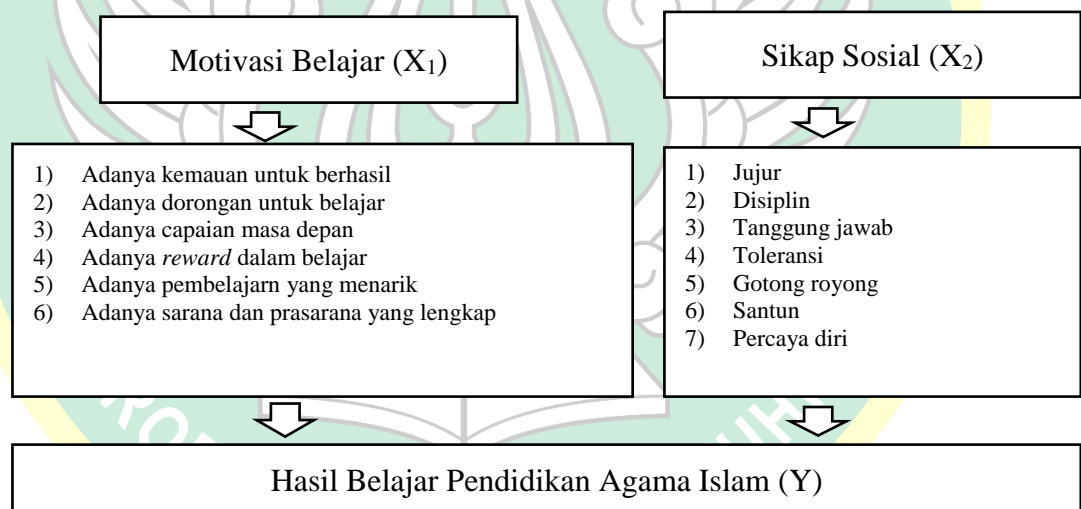 Motivasi Belajar (X₁)
Sikap Sosial (X₂)
1) Adanya kemauan untuk berhasil
2) Adanya dorongan untuk belajar
3) Adanya capaian masa depan
4) Adanya reward dalam belajar
5) Adanya pembelajarn yang menarik
6) Adanya sarana dan prasarana yang lengkap
1) Jujur
2) Disiplin
3) Tanggung jawab
4) Toleransi
5) Gotong royong
6) Santun
7) Percaya diri
Hasil Belajar Pendidikan Agama Islam (Y)